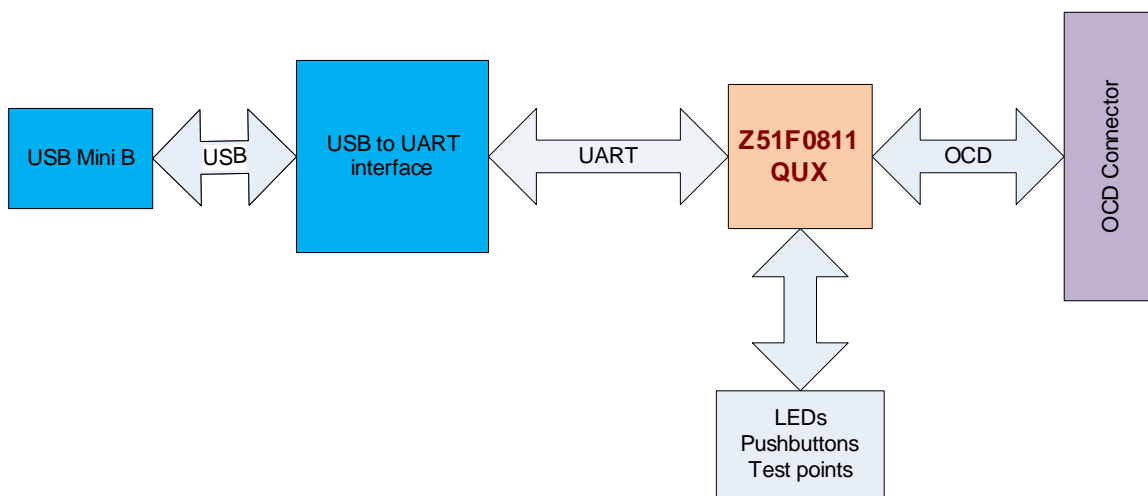 USB Mini B
USB
USB to UART
interface
UART
Z51F0811
QUX
OCD
OCD Connector
LEDs
Pushbuttons
Test points